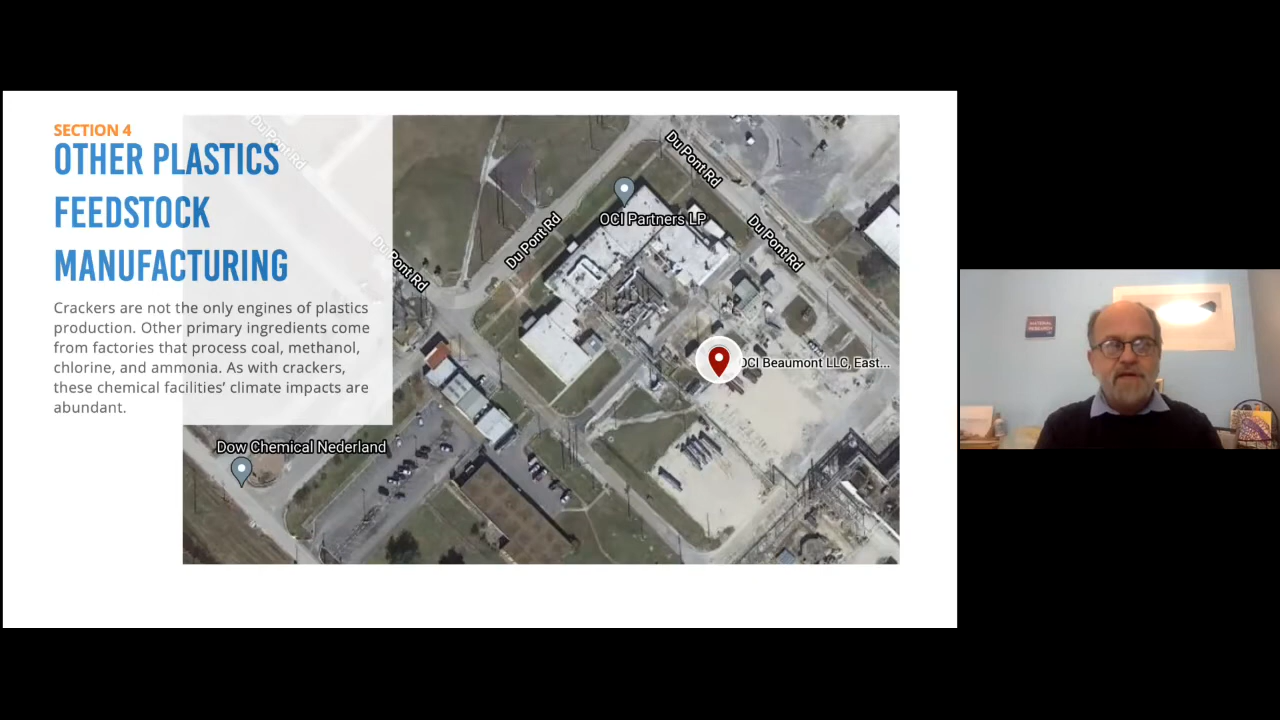 SECTION 4
OTHER PLASTICS
FEEDSTOCK
MANUFACTURING
Crackers are not the only engines of plastics
production. Other primary ingredients come
from factories that process coal, methanol,
chlorine, and ammonia. As with crackers,
these chemical facilities’ climate impacts are
abundant.
Du Pont Rd
Du Pont Rd
Du Pont Rd
Du Pont Rd
Du Pont Rd
OCI Partners LP
OCI Beaumont LLC, East...
Dow Chemical Nederland
MATERIAL
RESEARCH